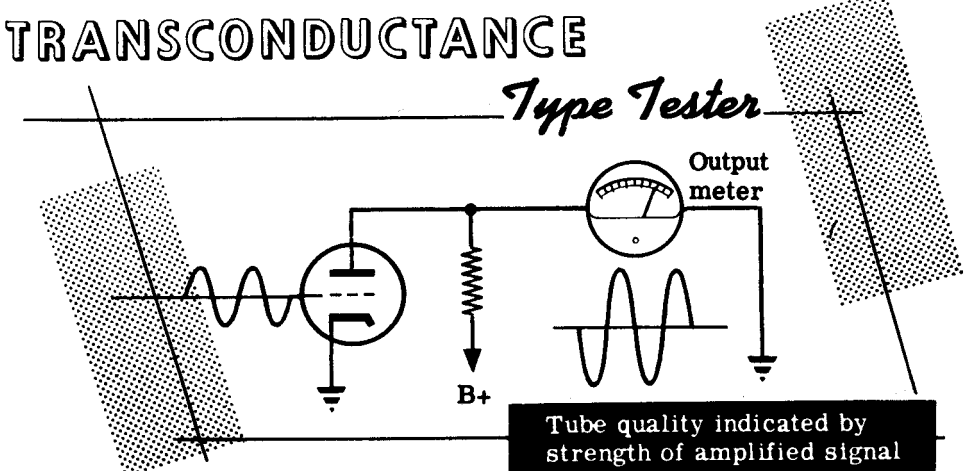 TRANSCONDUCTANCE
Type Tester
Output
meter
B+
Tube quality indicated by
strength of amplified signal